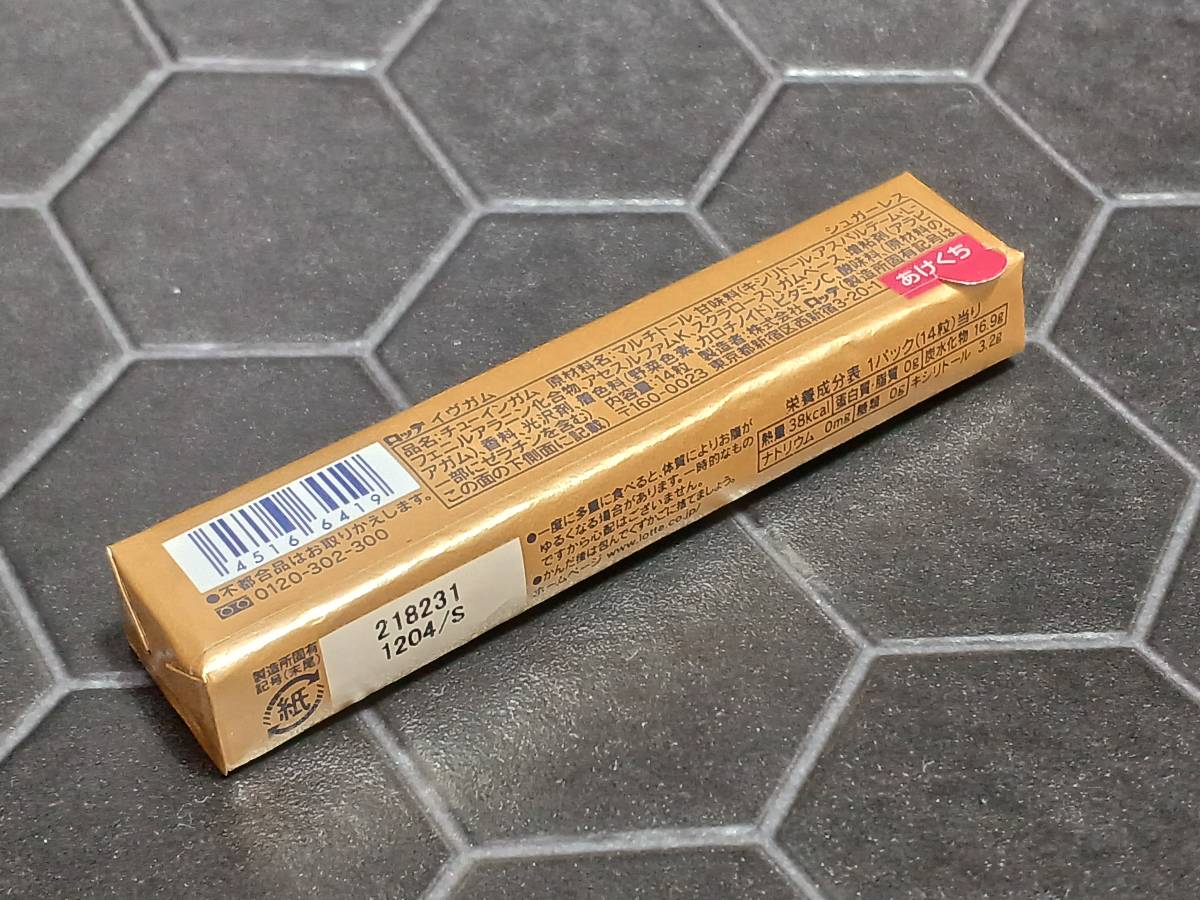 シュガーレス
ロッテ イヴガム
品名:チューインガム 原材料名:マルチトール、甘味料(キシリトール・アスパルテーム・L-
フェニルアラニン化合物・アセスルファムK・スクラロース)、ガムベース、増粘剤(アラビ
アガム)、香料、光沢剤、着色料(野菜色素、カロチノイド)、ビタミンC、酸味料、(原材料の
一部にゼラチンを含む) 内容量:14粒 製造者:株式会社 ロッテ 製造所固有記号は
この面の下側面に記載 〒160-0023 東京都新宿区西新宿3-20-1
あけくち
4516 6419
●不都合品はお取りかえします。
0120-302-300
製造所固有
記号(末尾)
紙
218231
1204/S
●一度に多量に食べると、体質によりお腹が
ゆるくなる場合があります。一時的なもの
ですから心配はございません。
●かんだ後は包んでくずかごに捨てましょう。
ホームページ www.lotte.co.jp/
栄養成分表 1パック(14粒)当り
熱量 38kcal 蛋白質・脂質 0g 炭水化物 16.9g
ナトリウム 0mg 糖類 0g キシリトール 3.2g